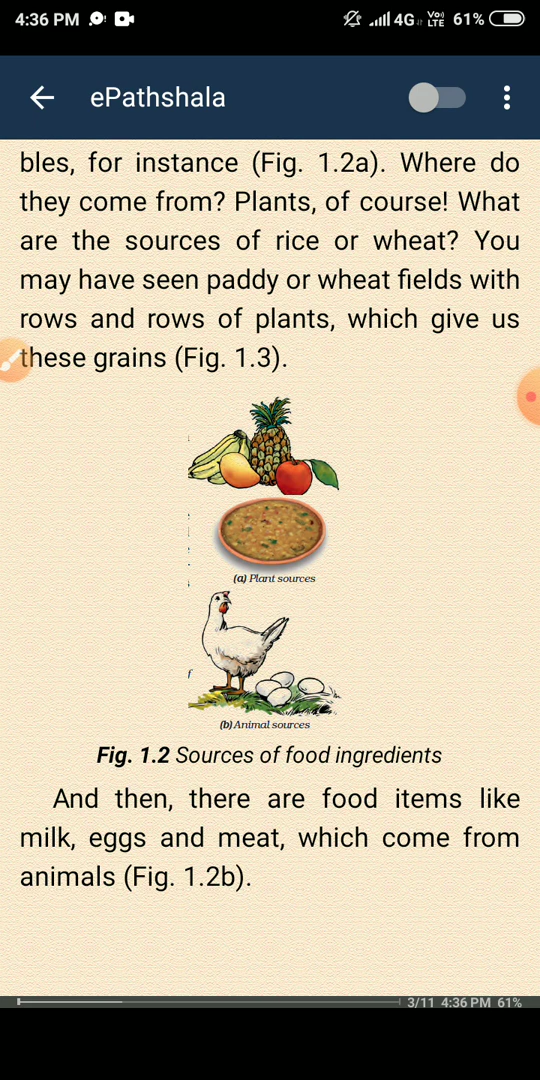 4:36 PM 4G VoLTE 61%
ePathshala
bles, for instance (Fig. 1.2a). Where do
they come from? Plants, of course! What
are the sources of rice or wheat? You
may have seen paddy or wheat fields with
rows and rows of plants, which give us
these grains (Fig. 1.3).
(a) Plant sources
f
(b) Animal sources
Fig. 1.2 Sources of food ingredients
And then, there are food items like
milk, eggs and meat, which come from
animals (Fig. 1.2b).
3/11 4:36 PM 61%